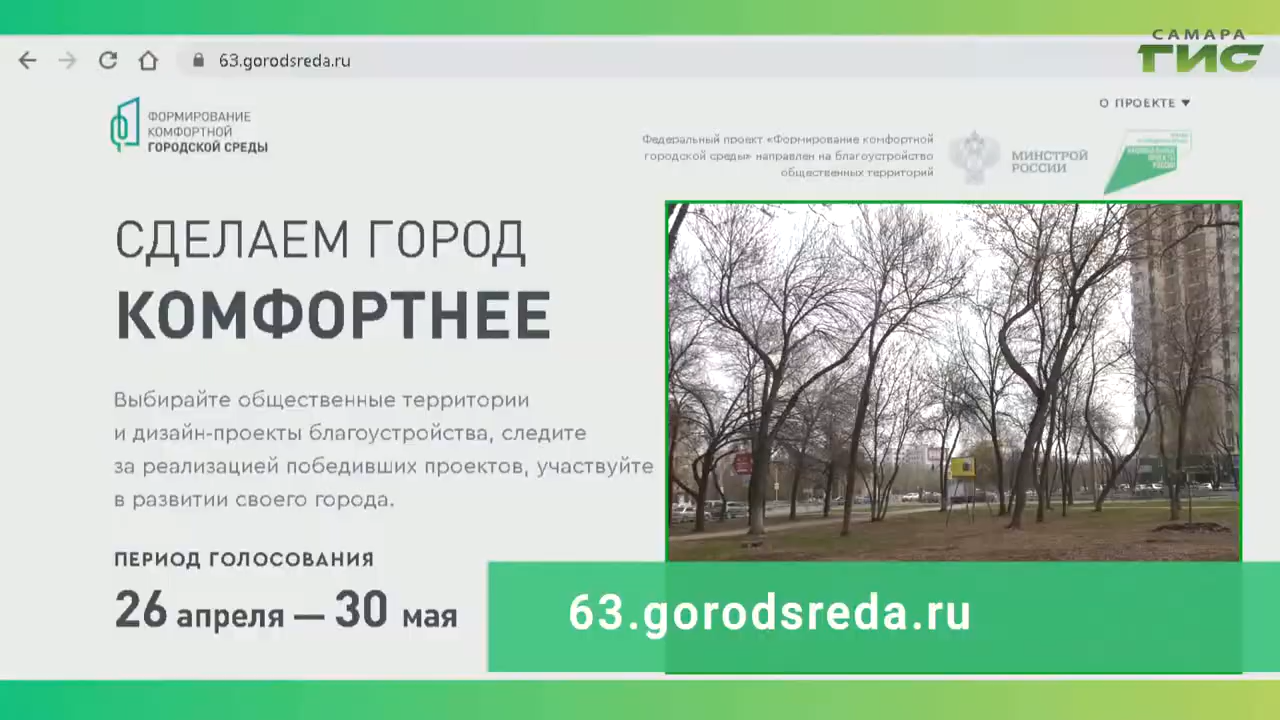 САМАРА
ГИС
63.gorodsreda.ru
О ПРОЕКТЕ
ФОРМИРОВАНИЕ
КОМФОРТНОЙ
ГОРОДСКОЙ СРЕДЫ
Федеральный проект «Формирование комфортной
городской среды» направлен на благоустройство
общественных территорий
МИНСТРОЙ
РОССИИ
СДЕЛАЕМ ГОРОД
КОМФОРТНЕЕ
Выбирайте общественные территории
и дизайн-проекты благоустройства, следите
за реализацией победивших проектов, участвуйте
в развитии своего города.
ПЕРИОД ГОЛОСОВАНИЯ
26 апреля — 30 мая
63.gorodsreda.ru